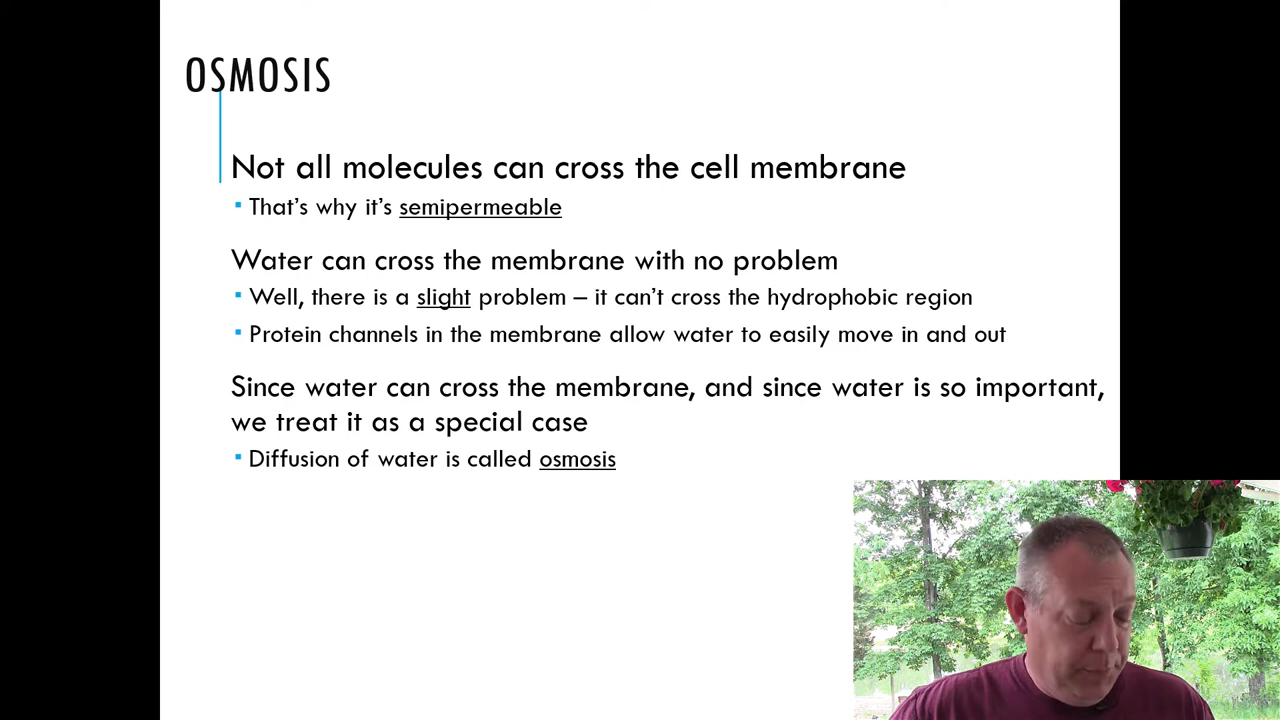 OSMOSIS
Not all molecules can cross the cell membrane
That's why it's semipermeable
Water can cross the membrane with no problem
Well, there is a slight problem – it can't cross the hydrophobic region
Protein channels in the membrane allow water to easily move in and out
Since water can cross the membrane, and since water is so important,
we treat it as a special case
Diffusion of water is called osmosis